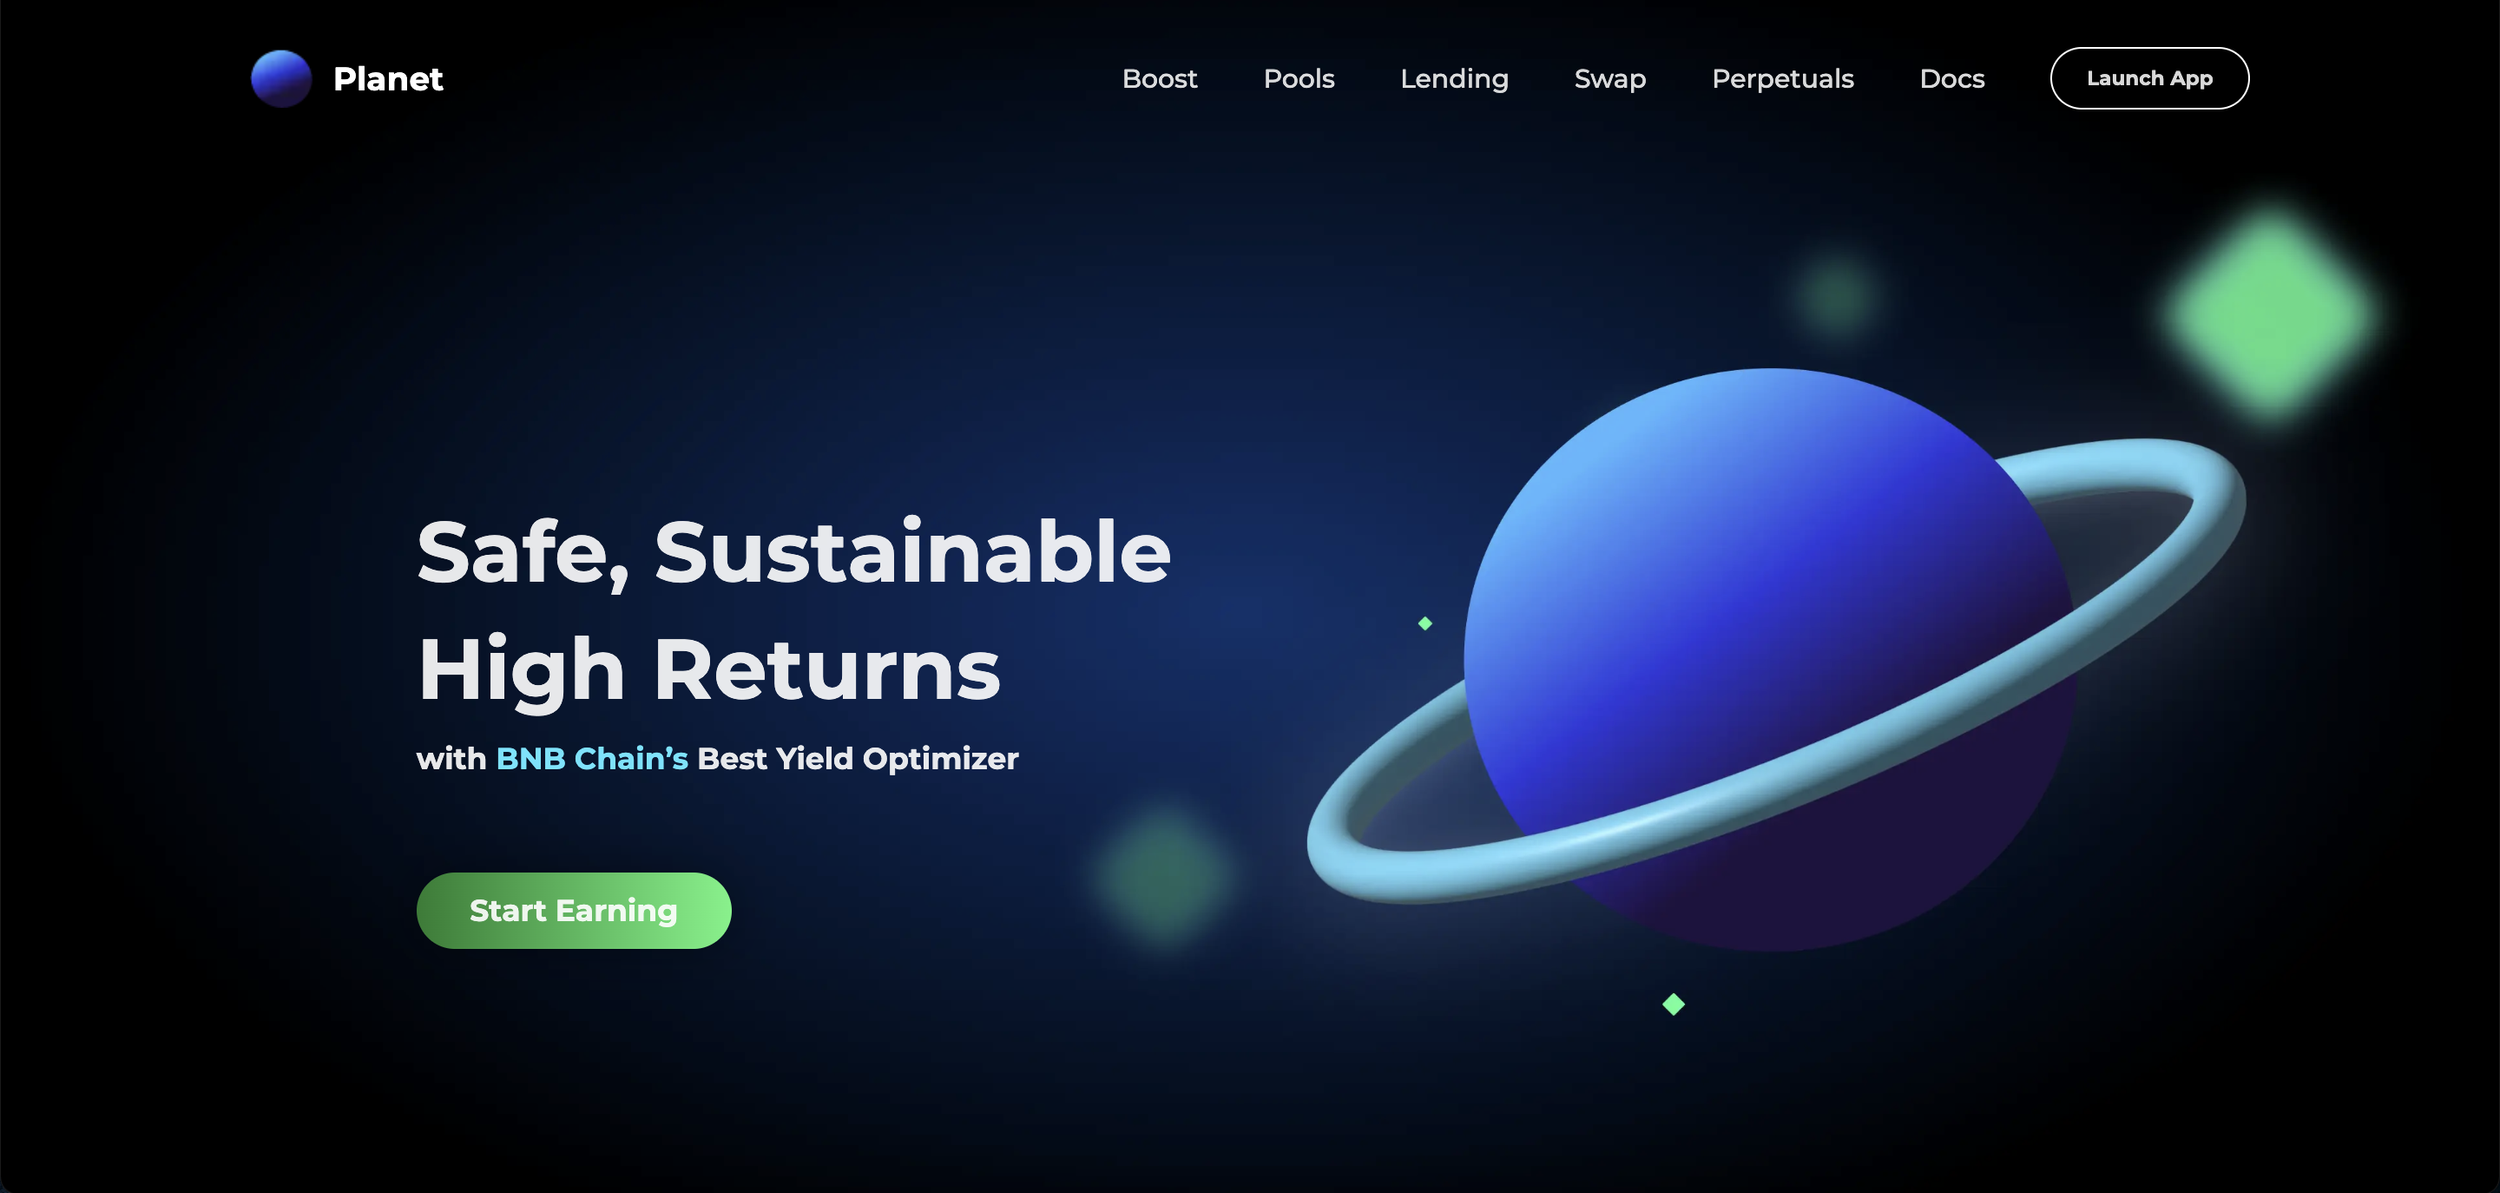 Planet
Boost Pools Lending Swap Perpetuals Docs Launch App
Safe, Sustainable
High Returns
with BNB Chain’s Best Yield Optimizer
Start Earning